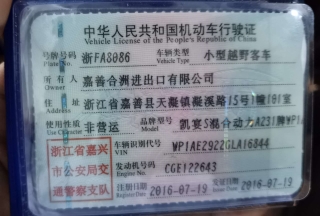 中华人民共和国机动车行驶证
Vehicle License of the People's Republic of China
号牌号码 浙FA8086 车辆类型 小型越野客车
Plate No. Vehicle Type
所有人 嘉善合洲进出口有限公司
Owner
住址 浙江省嘉善县天凝镇凝溪路15号1幢101室
Address
使用性质 非营运 品牌型号
Use Character Model
浙江省嘉兴市公安局交通警察支队
车辆识别代号 WP1AE2922GLA16844
VIN
发动机号码 CGE122643
Engine No.
注册日期 2016-07-19 发证日期 2016-07-19
Register Date Issue Date